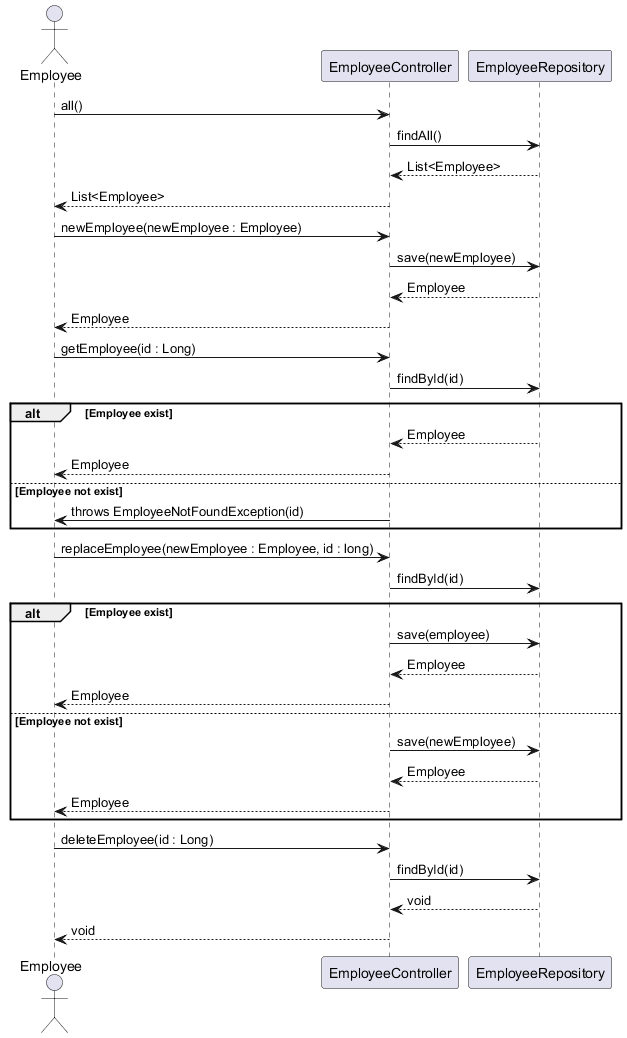 Employee
EmployeeController
EmployeeRepository
all()
findAll()
List<Employee>
List<Employee>
newEmployee(newEmployee : Employee)
save(newEmployee)
Employee
Employee
getEmployee(id : Long)
findById(id)
alt [Employee exist]
Employee
Employee
[Employee not exist]
throws EmployeeNotFoundException(id)
replaceEmployee(newEmployee : Employee, id : long)
findById(id)
alt [Employee exist]
save(employee)
Employee
Employee
[Employee not exist]
save(newEmployee)
Employee
Employee
deleteEmployee(id : Long)
findById(id)
void
void
Employee
EmployeeController
EmployeeRepository